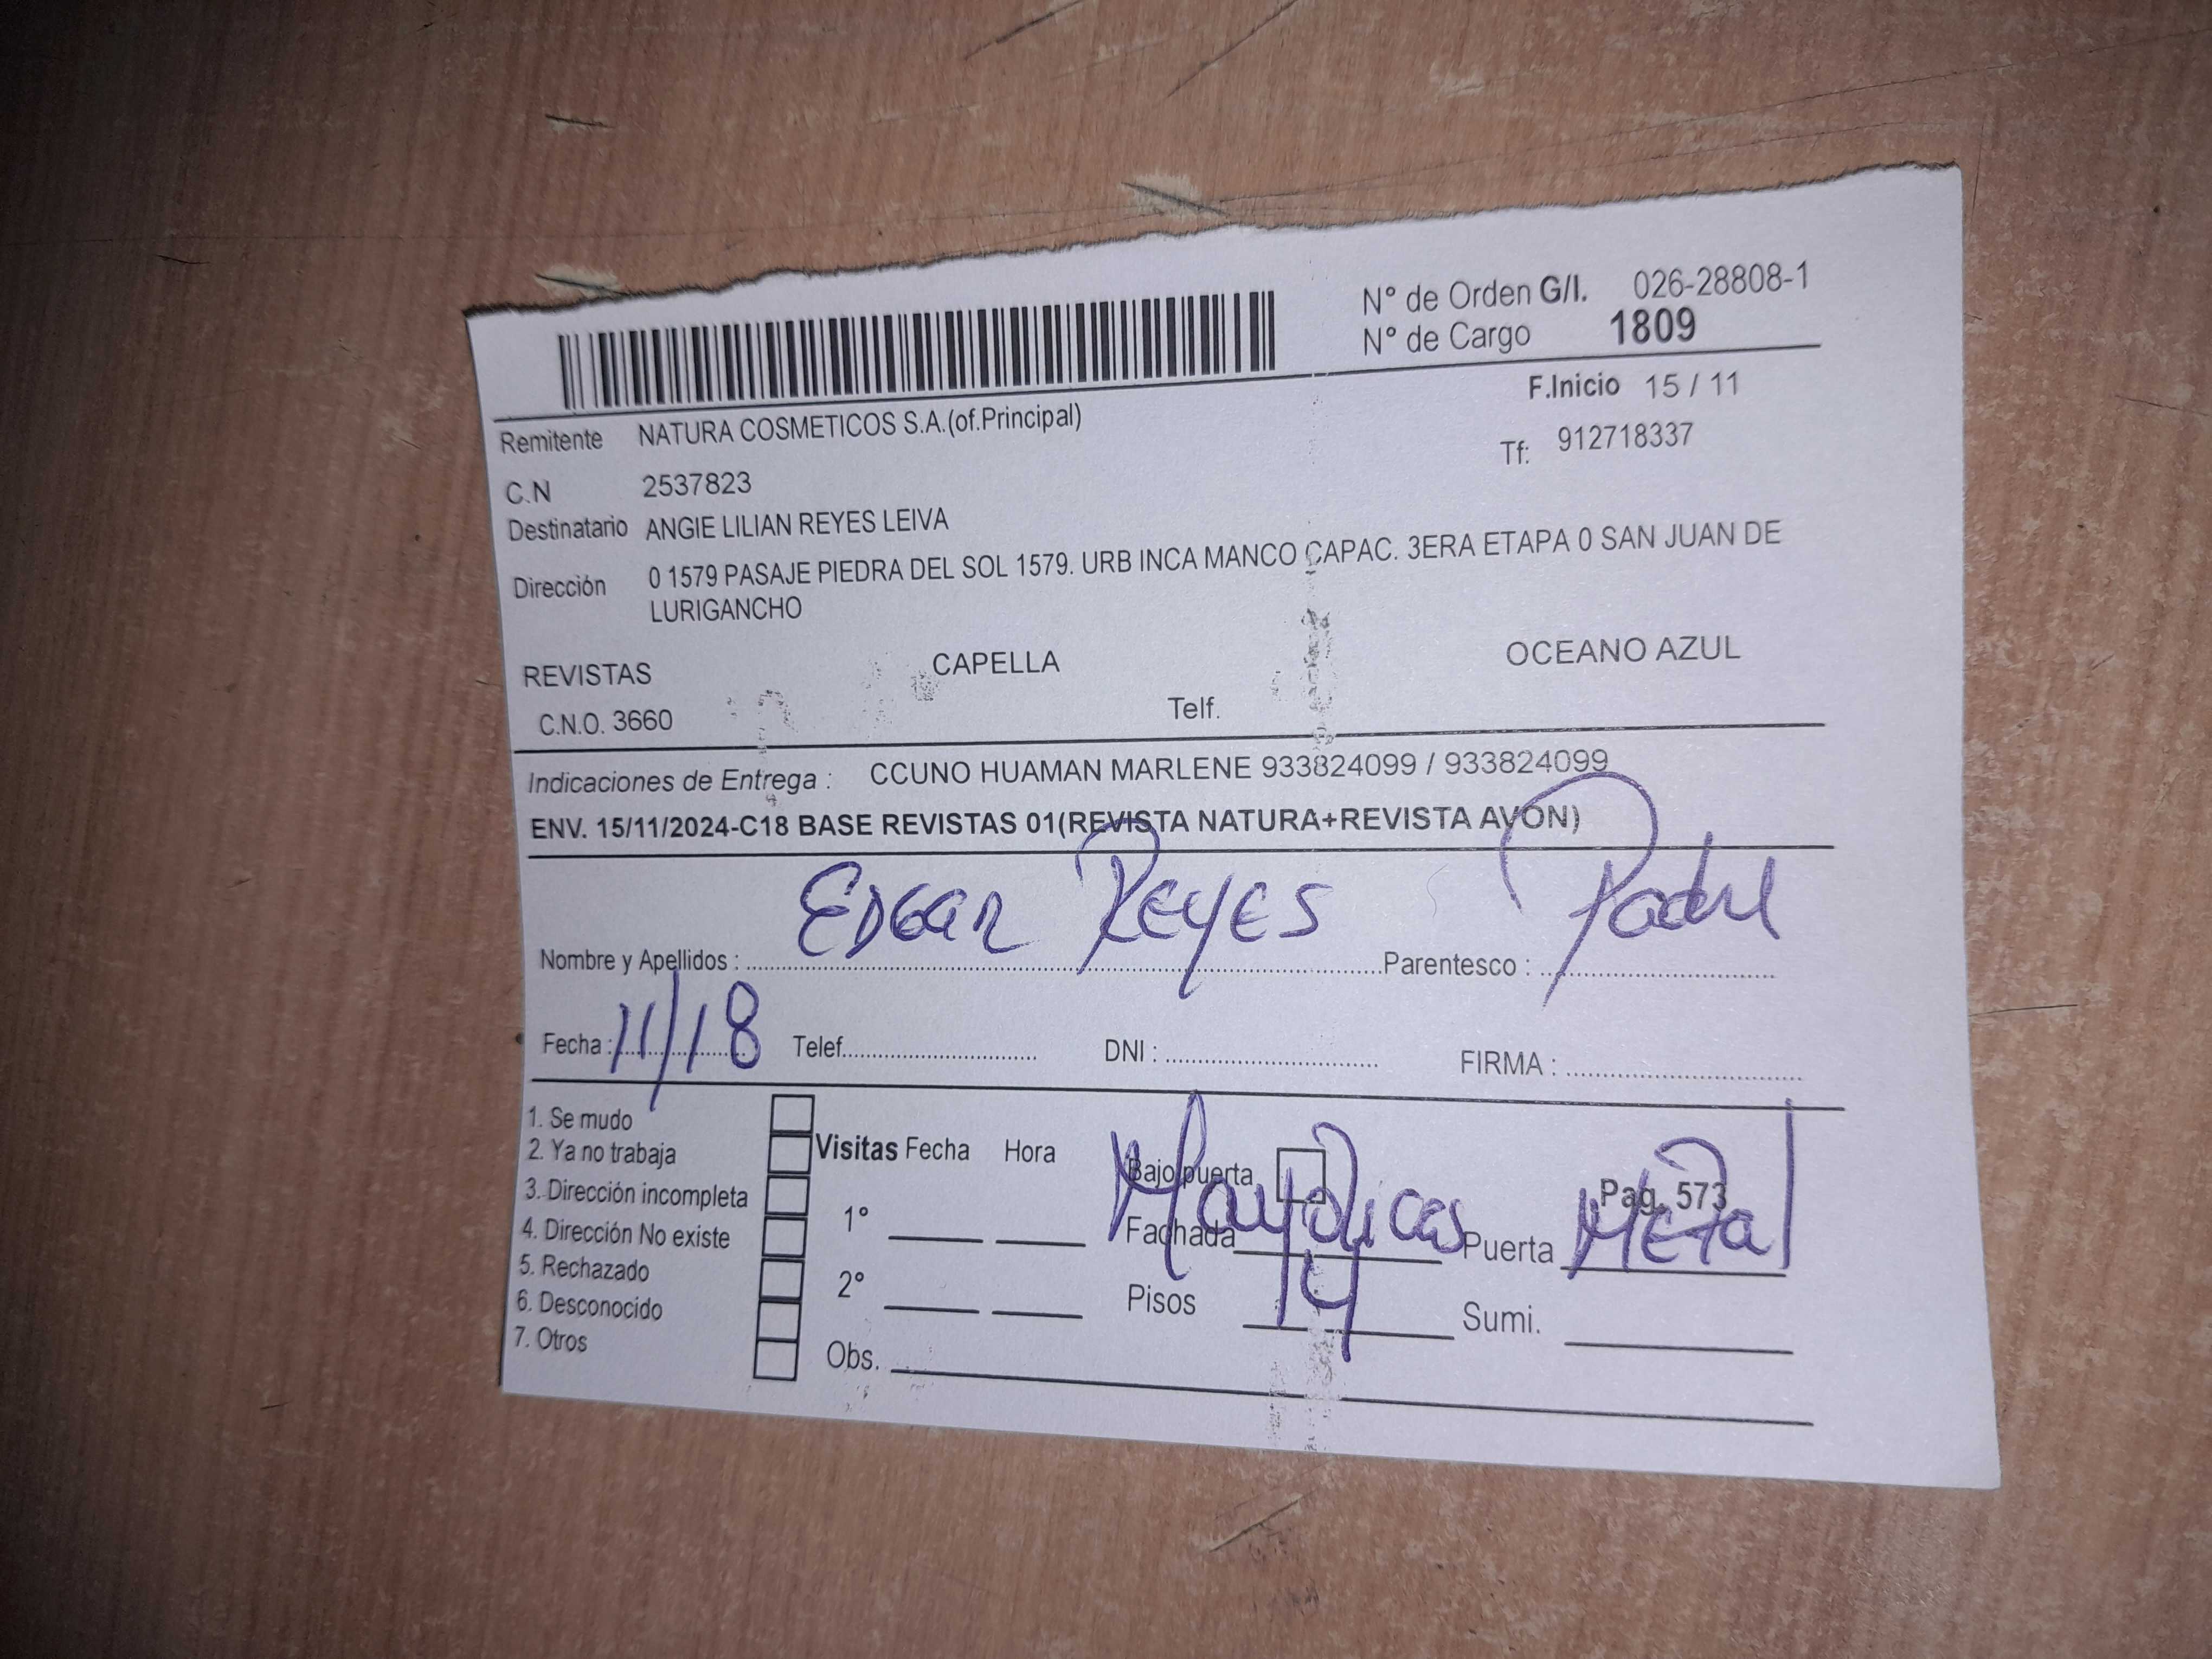 N° de Orden G/I. 026-28808-1
N° de Cargo 1809
F.Inicio 15 / 11
Remitente NATURA COSMETICOS S.A.(of.Principal)
Tf: 912718337
C.N 2537823
Destinatario ANGIE LILIAN REYES LEIVA
Dirección 0 1579 PASAJE PIEDRA DEL SOL 1579. URB INCA MANCO CAPAC. 3ERA ETAPA 0 SAN JUAN DE
LURIGANCHO
REVISTAS CAPELLA OCEANO AZUL
C.N.O. 3660 Telf.
Indicaciones de Entrega : CCUNO HUAMAN MARLENE 933824099 / 933824099
ENV. 15/11/2024-C18 BASE REVISTAS 01(REVISTA NATURA+REVISTA AVON)
Nombre y Apellidos : EDGAR REYES Parentesco : Padre
Fecha : 11/18 Telef. DNI : FIRMA :
1. Se mudo
2. Ya no trabaja
3. Dirección incompleta
4. Dirección No existe
5. Rechazado
6. Desconocido
7. Otros
Visitas Fecha Hora
1°
2°
Obs.
Bajo puerta Pag. 573
Fachada Mayolicas Puerta Metal
Pisos 4 Sumi.